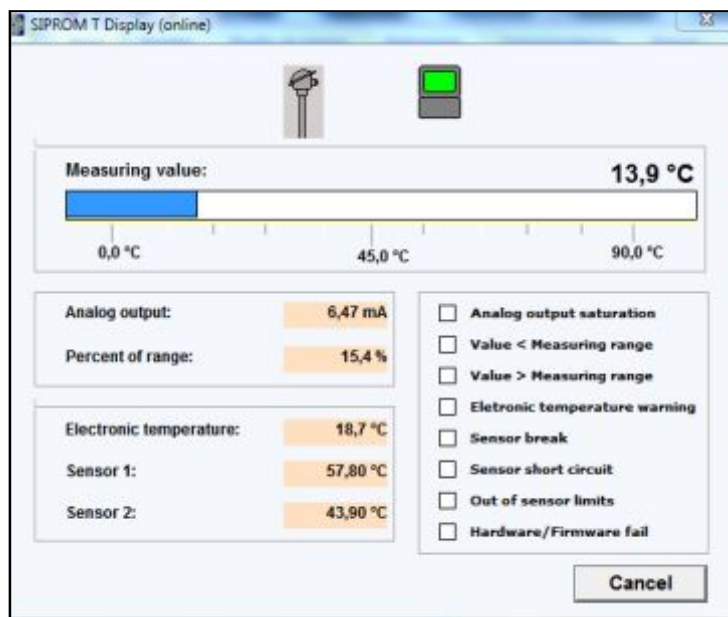 SIPROM T Display (online)
Measuring value:
13,9 °C
0,0 °C
45,0 °C
90,0 °C
Analog output:
6,47 mA
Percent of range:
15,4 %
Electronic temperature:
18,7 °C
Sensor 1:
57,80 °C
Sensor 2:
43,90 °C
Analog output saturation
Value < Measuring range
Value > Measuring range
Eletronic temperature warning
Sensor break
Sensor short circuit
Out of sensor limits
Hardware/Firmware fail
Cancel